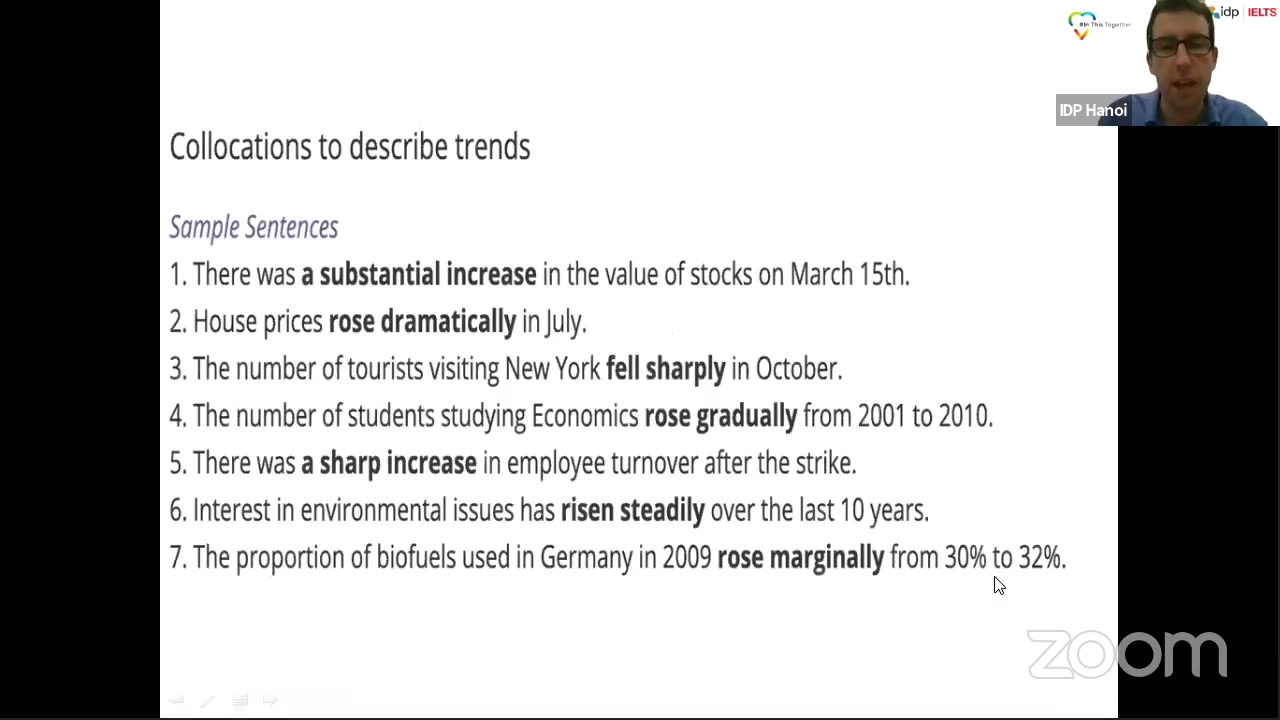 #In This Together
idp | IELTS
IDP Hanoi
Collocations to describe trends
Sample Sentences
1. There was a substantial increase in the value of stocks on March 15th.
2. House prices rose dramatically in July.
3. The number of tourists visiting New York fell sharply in October.
4. The number of students studying Economics rose gradually from 2001 to 2010.
5. There was a sharp increase in employee turnover after the strike.
6. Interest in environmental issues has risen steadily over the last 10 years.
7. The proportion of biofuels used in Germany in 2009 rose marginally from 30% to 32%.
zoom